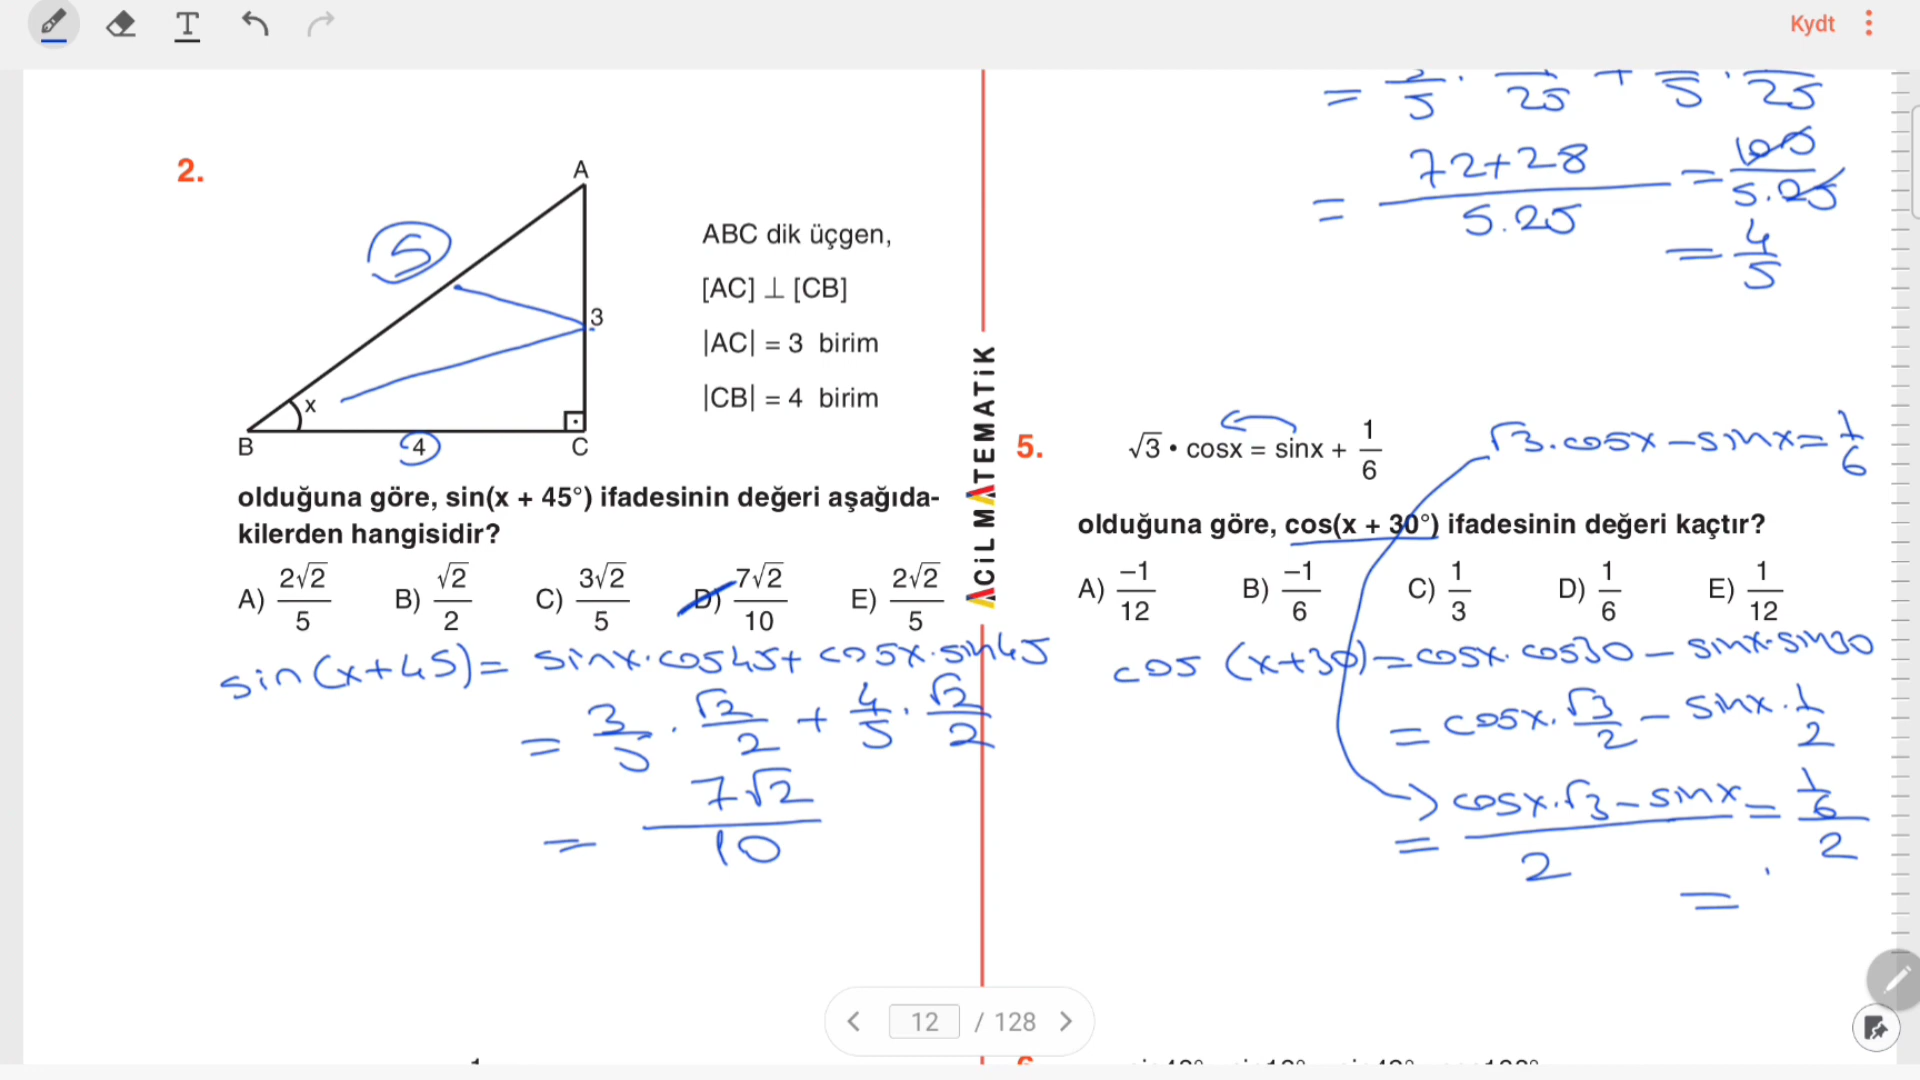 T
Kydt
2.
A
5
3
x
B
4
C
ABC dik üçgen,
[AC] ⊥ [CB]
|AC| = 3 birim
|CB| = 4 birim
olduğuna göre, sin(x + 45°) ifadesinin değeri aşağıda-
kilerden hangisidir?
A) 2√2/5 B) √2/2 C) 3√2/5 D) 7√2/10 E) 2√2/5
sin(x+45)= sinx.cos45+ cosx.sin45
= 3/5 . √2/2 + 4/5 . √2/2
= 7√2/10
ACiL MATEMATiK
= /5 . /25 + /5 . /25
= 72+28/5.25 = 100/5.25
= 4/5
5.
√3 • cosx = sinx + 1/6
√3.cosx – sinx = 1/6
olduğuna göre, cos(x + 30°) ifadesinin değeri kaçtır?
A) –1/12 B) –1/6 C) 1/3 D) 1/6 E) 1/12
cos (x+30)=cosx.cos30 – sinx.sin30
= cosx.√3/2 – sinx.1/2
= cosx.√3 – sinx/2 = 1/6/2
=
12 / 128